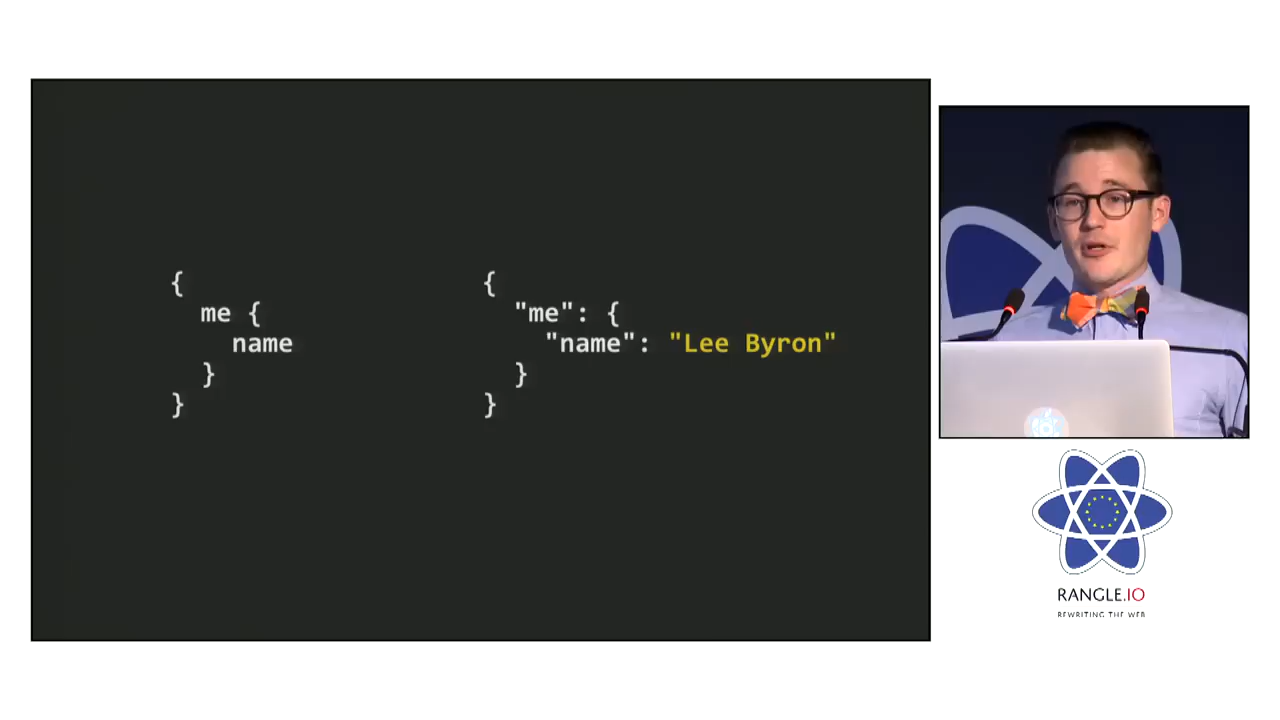 {
  me {
    name
  }
}
{
  "me": {
    "name": "Lee Byron"
  }
}
RANGLE.IO
REWRITING THE WEB